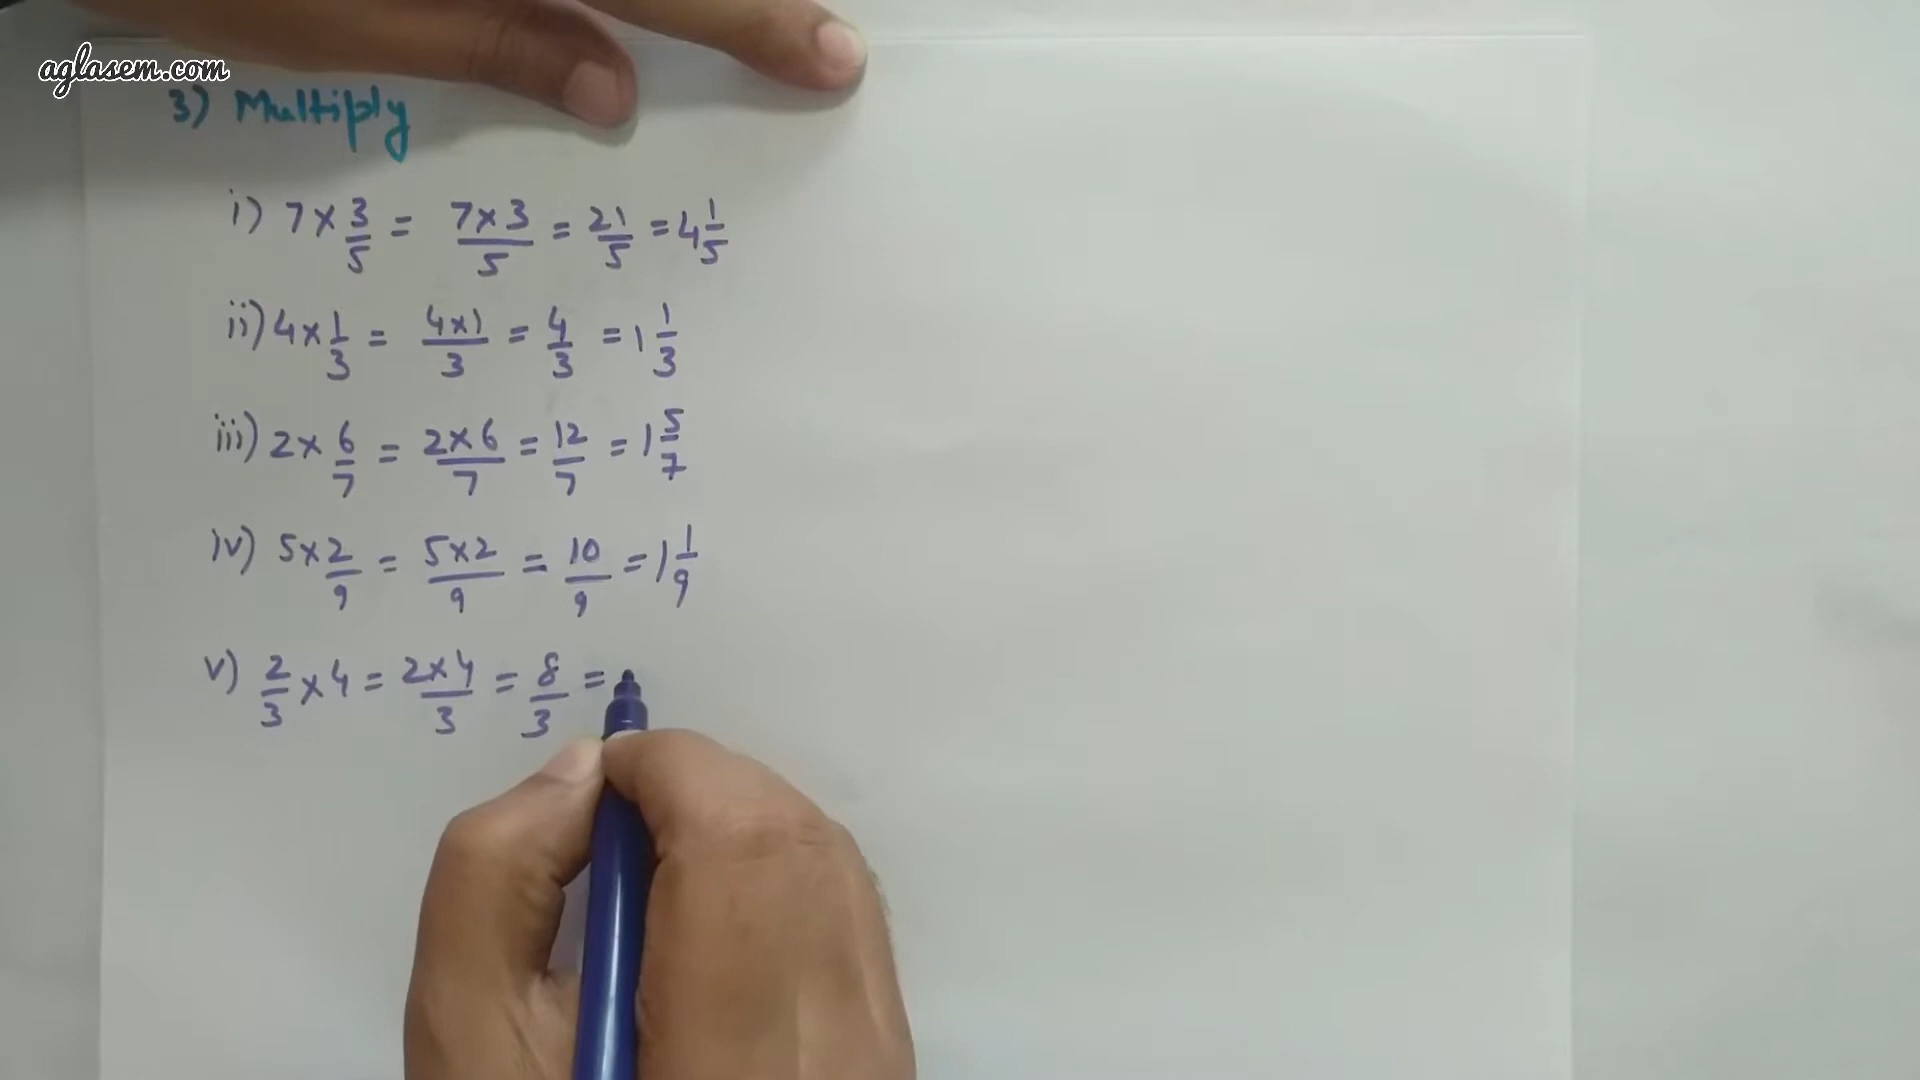 aglasem.com
3) Multiply
i) 7 × 3/5 = 7×3/5 = 21/5 = 4 1/5
ii) 4 × 1/3 = 4×1/3 = 4/3 = 1 1/3
iii) 2 × 6/7 = 2×6/7 = 12/7 = 1 5/7
iv) 5 × 2/9 = 5×2/9 = 10/9 = 1 1/9
v) 2/3 × 4 = 2×4/3 = 8/3 =